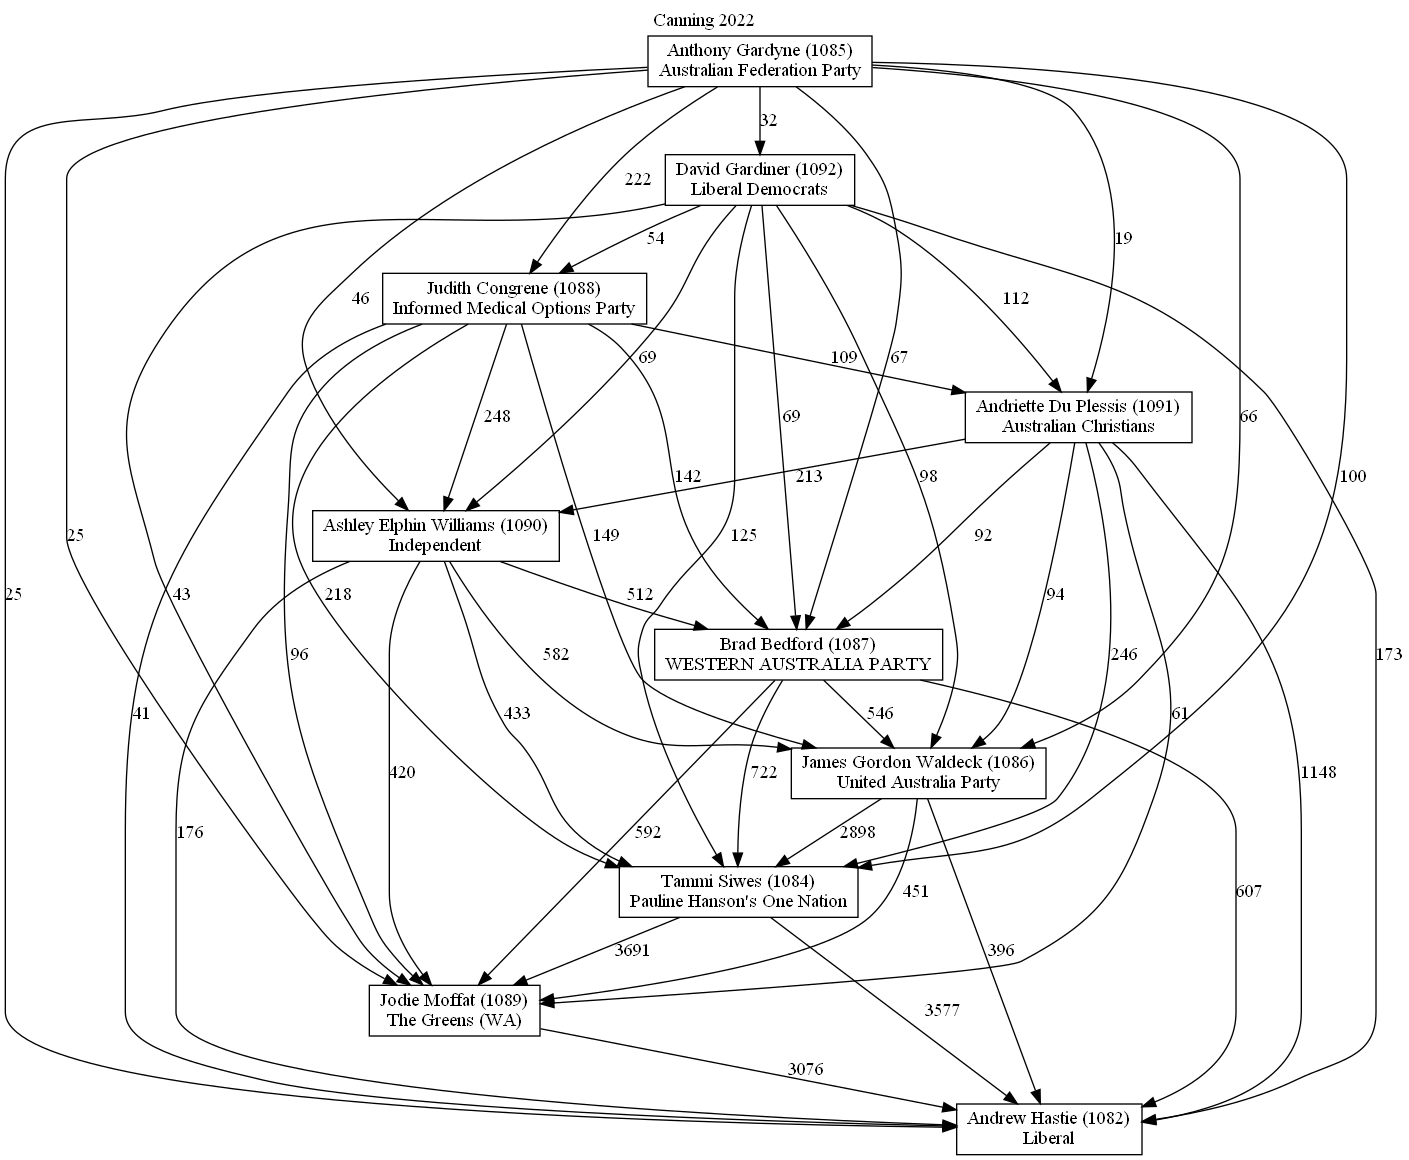 Canning 2022
Anthony Gardyne (1085)
Australian Federation Party
32
David Gardiner (1092)
Liberal Democrats
222
54
19
Judith Congrene (1088)
Informed Medical Options Party
46
112
69
109
67
Andriette Du Plessis (1091)
Australian Christians
248
69
66
142
213
98
100
Ashley Elphin Williams (1090)
Independent
25
149
125
92
25
43
218
512
94
Brad Bedford (1087)
WESTERN AUSTRALIA PARTY
96
582
246
173
41
433
546
61
James Gordon Waldeck (1086)
United Australia Party
420
722
1148
176
592
2898
Tammi Siwes (1084)
Pauline Hanson's One Nation
451
607
3691
396
Jodie Moffat (1089)
The Greens (WA)
3577
3076
Andrew Hastie (1082)
Liberal